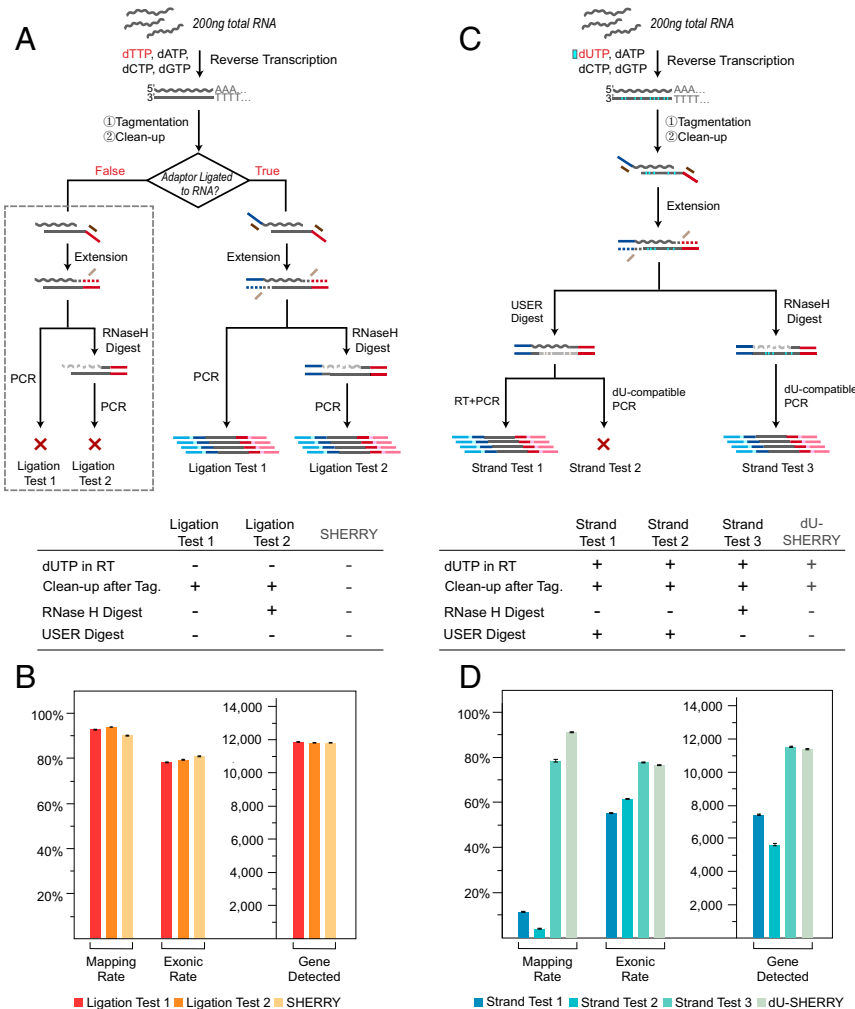 A
200ng total RNA
dTTP, dATP,
dCTP, dGTP
Reverse Transcription
5'
AAA...
3'
TTTT...
①Tagmentation
②Clean-up
False
Adaptor Ligated
to RNA?
True
Extension
Extension
RNaseH
Digest
RNaseH
Digest
PCR
PCR
PCR
PCR
Ligation
Test 1
Ligation
Test 2
Ligation Test 1
Ligation Test 2
Ligation
Test 1
Ligation
Test 2
SHERRY
dUTP in RT - - -
Clean-up after Tag. + + -
RNase H Digest - + -
USER Digest - - -
B
100%
80%
60%
40%
20%
14,000
12,000
10,000
8,000
6,000
4,000
2,000
Mapping
Rate
Exonic
Rate
Gene
Detected
Ligation Test 1 Ligation Test 2 SHERRY
C
200ng total RNA
dUTP, dATP
dCTP, dGTP
Reverse Transcription
5'
AAA...
3'
TTTT...
①Tagmentation
②Clean-up
Extension
USER
Digest
RNaseH
Digest
RT+PCR
dU-compatible
PCR
dU-compatible
PCR
Strand Test 1
Strand Test 2
Strand Test 3
Strand
Test 1
Strand
Test 2
Strand
Test 3
dU-
SHERRY
dUTP in RT + + + +
Clean-up after Tag. + + + +
RNase H Digest - - + -
USER Digest + + - -
D
100%
80%
60%
40%
20%
14,000
12,000
10,000
8,000
6,000
4,000
2,000
Mapping
Rate
Exonic
Rate
Gene
Detected
Strand Test 1 Strand Test 2 Strand Test 3 dU-SHERRY